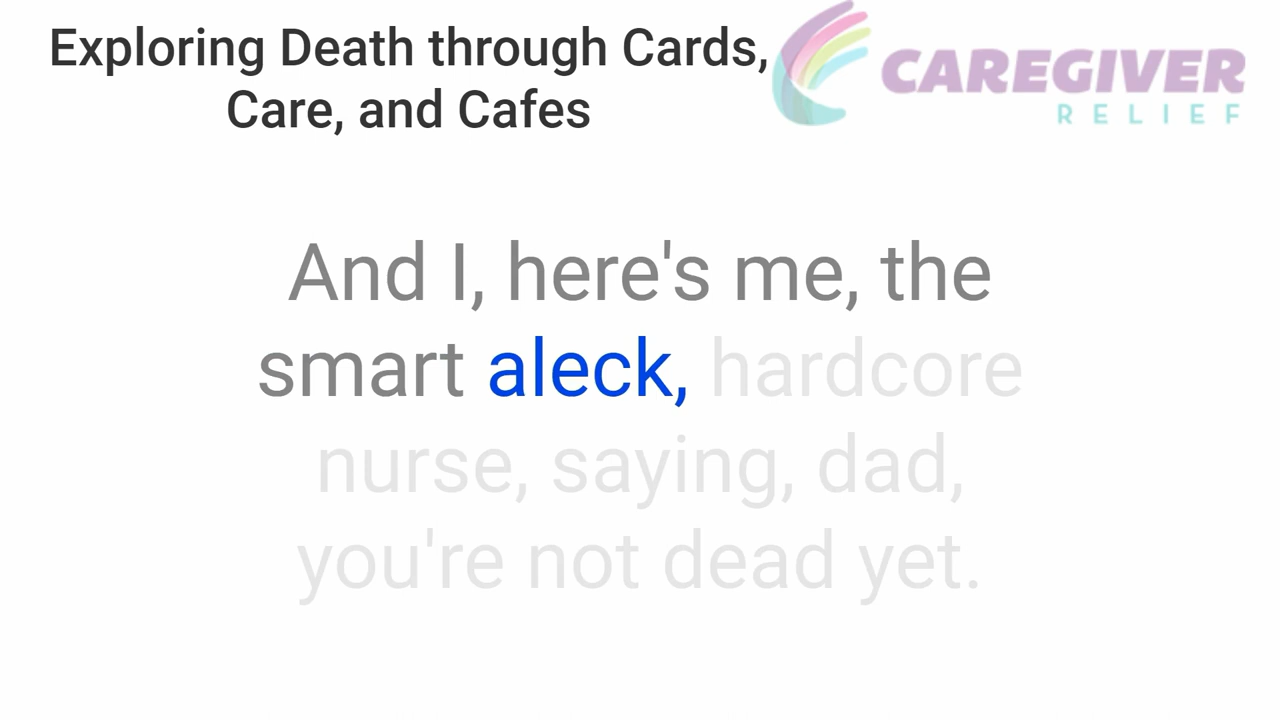 Exploring Death through Cards,
Care, and Cafes
CAREGIVER
RELIEF
And I, here's me, the
smart aleck, hardcore
nurse, saying, dad,
you're not dead yet.